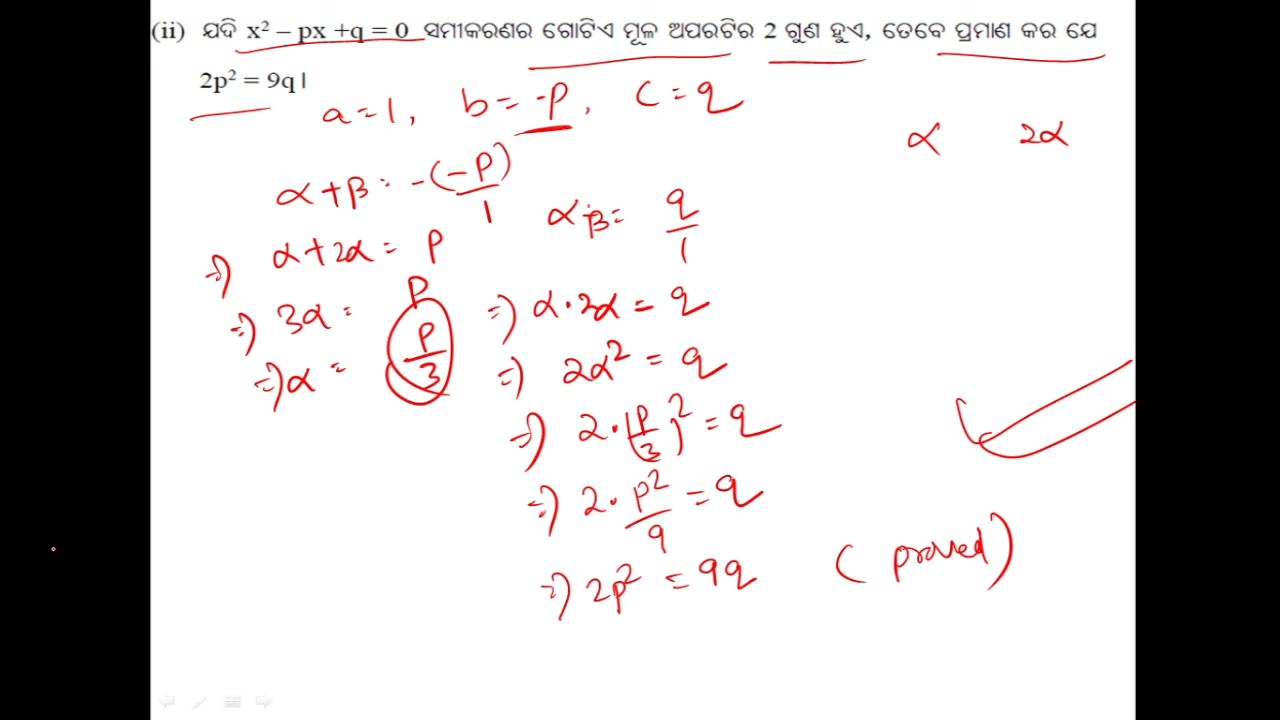 (ii) ଯଦି x² – px +q = 0 ସମୀକରଣର ଗୋଟିଏ ମୂଳ ଅପରଟିର 2 ଗୁଣ ହୁଏ, ତେବେ ପ୍ରମାଣ କର ଯେ
2p² = 9q।
a=1, b= -p, c=q
α 2α
α+β = -(-p)/1
αβ = q/1
⇒ α+2α = p
⇒ 3α = p
⇒ α = p/3
⇒ α·2α = q
⇒ 2α² = q
⇒ 2·(p/3)² = q
⇒ 2·p²/9 = q
⇒ 2p² = 9q (proved)